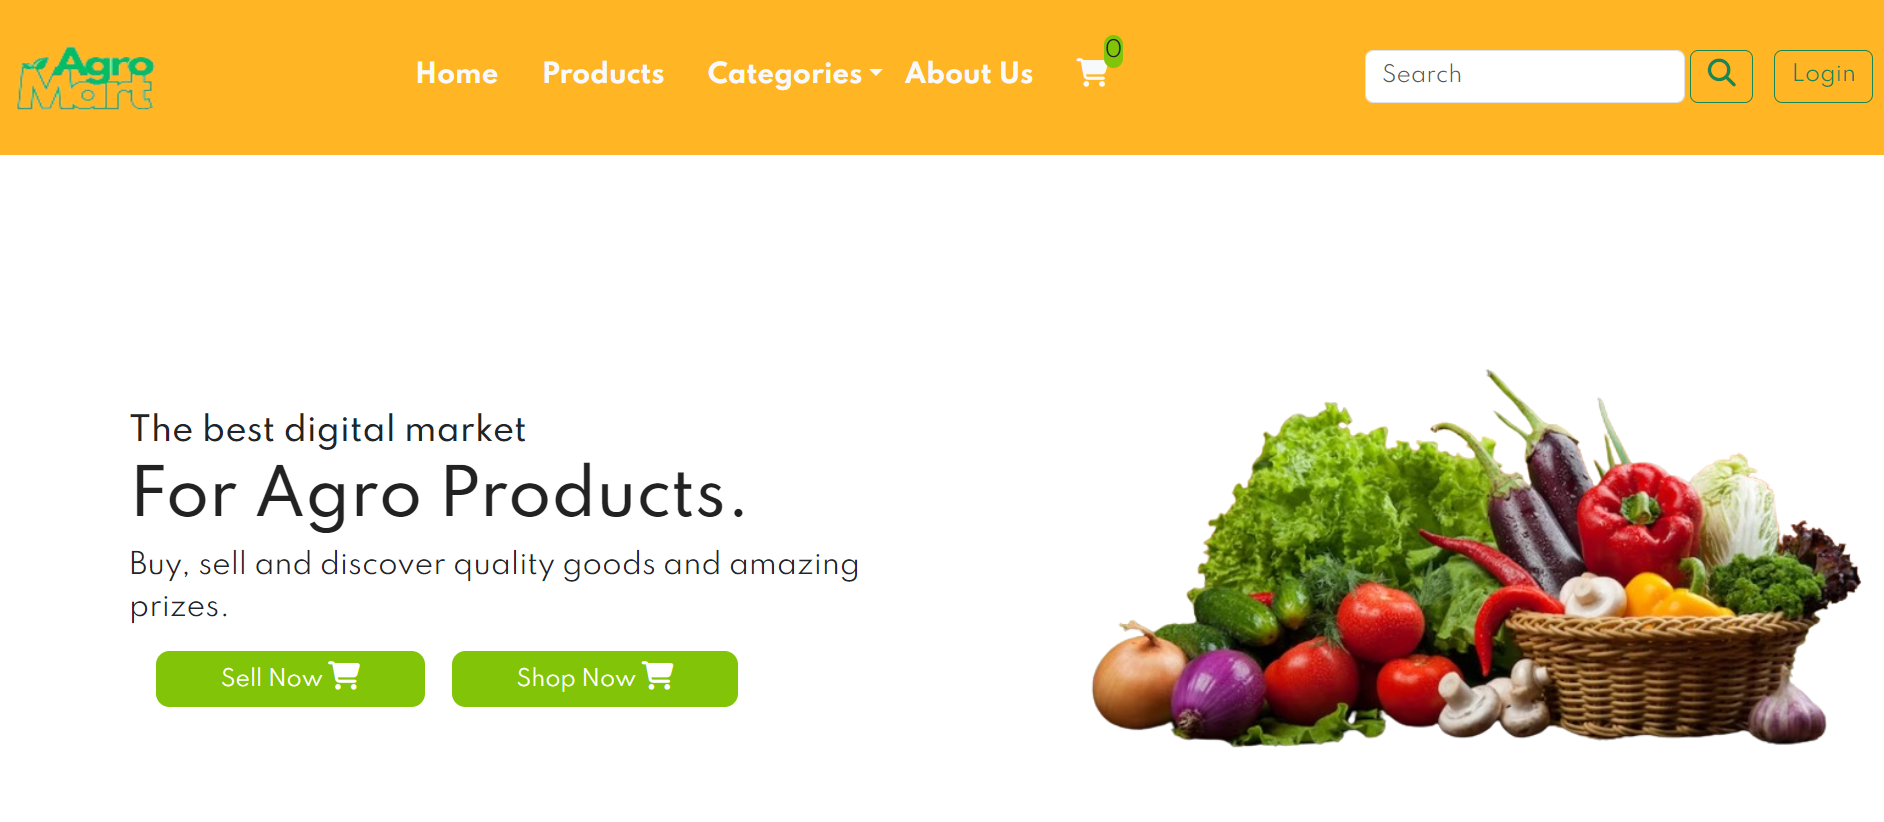 Agro
Mart
Home Products Categories About Us 0 Search Login
The best digital market
For Agro Products.
Buy, sell and discover quality goods and amazing
prizes.
Sell Now Shop Now